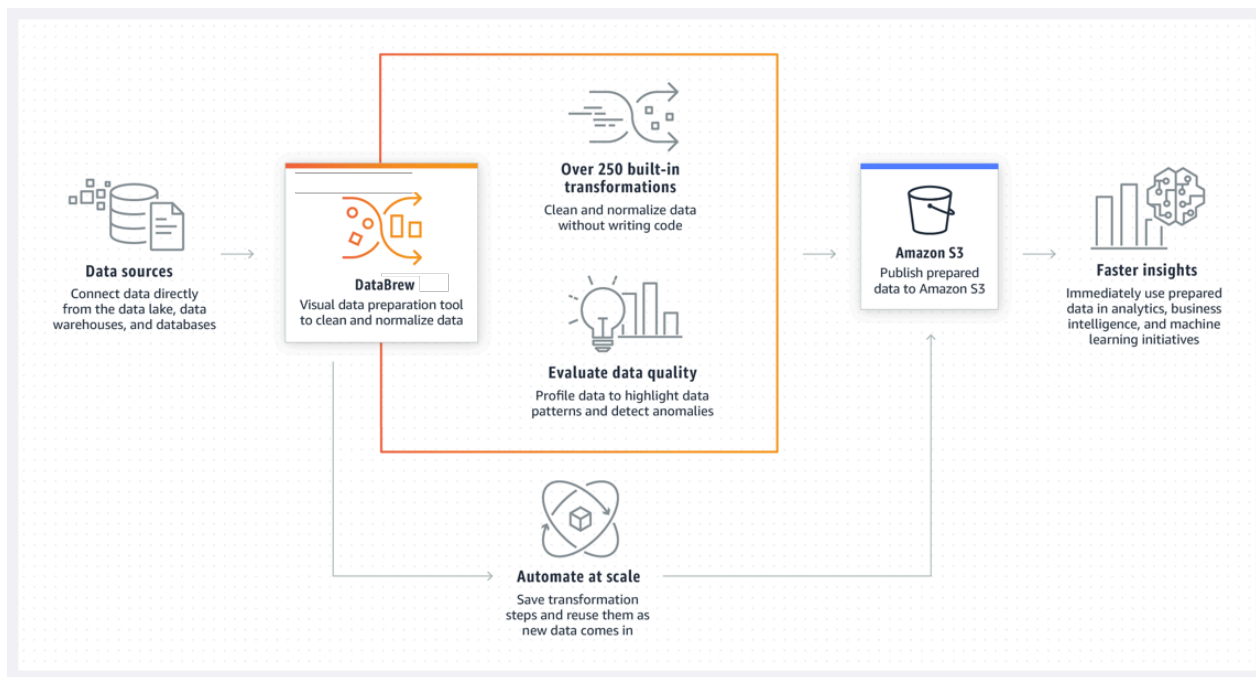 Data sources
Connect data directly
from the data lake, data
warehouses, and databases
DataBrew
Visual data preparation tool
to clean and normalize data
Over 250 built-in
transformations
Clean and normalize data
without writing code
Evaluate data quality
Profile data to highlight data
patterns and detect anomalies
Automate at scale
Save transformation
steps and reuse them as
new data comes in
Amazon S3
Publish prepared
data to Amazon S3
Faster insights
Immediately use prepared
data in analytics, business
intelligence, and machine
learning initiatives